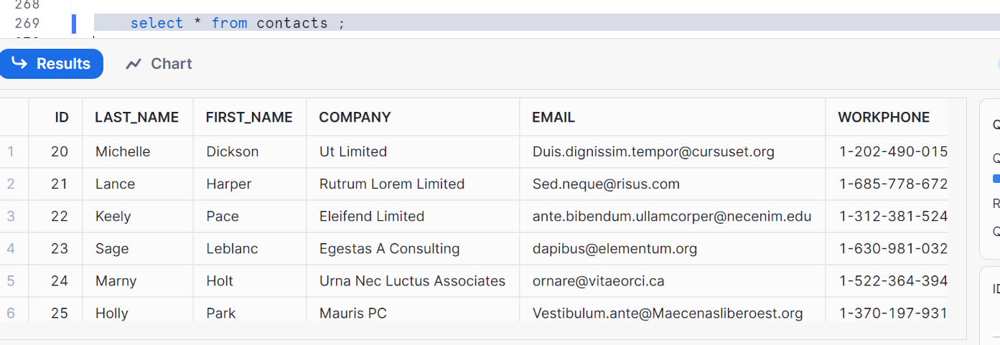 268
269 select * from contacts ;
Results Chart
ID LAST_NAME FIRST_NAME COMPANY EMAIL WORKPHONE
1 20 Michelle Dickson Ut Limited Duis.dignissim.tempor@cursuset.org 1-202-490-015
2 21 Lance Harper Rutrum Lorem Limited Sed.neque@risus.com 1-685-778-672
3 22 Keely Pace Eleifend Limited ante.bibendum.ullamcorper@necenim.edu 1-312-381-524
4 23 Sage Leblanc Egestas A Consulting dapibus@elementum.org 1-630-981-032
5 24 Marny Holt Urna Nec Luctus Associates ornare@vitaeorci.ca 1-522-364-394
6 25 Holly Park Mauris PC Vestibulum.ante@Maecenasliberoest.org 1-370-197-931